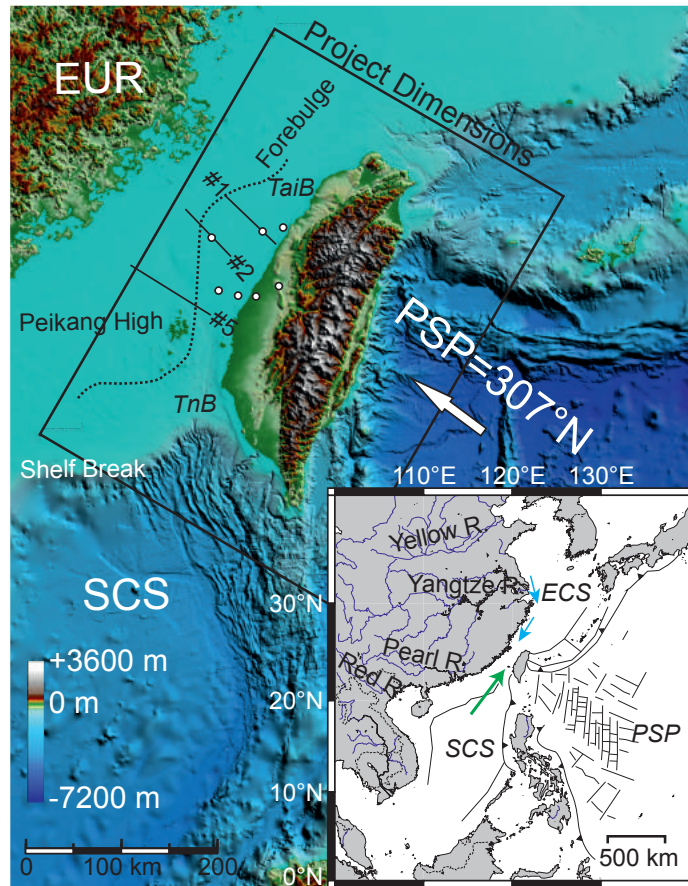 EUR
Project Dimensions
Forebulge
#1
TaiB
#2
#5
Peikang High
PSP=307°N
TnB
Shelf Break
SCS
+3600 m
0 m
-7200 m
0 100 km 200
110°E 120°E 130°E
Yellow R.
Yangtze R.
ECS
30°N
Pearl R.
Red R.
20°N
SCS
PSP
10°N
500 km
0°N